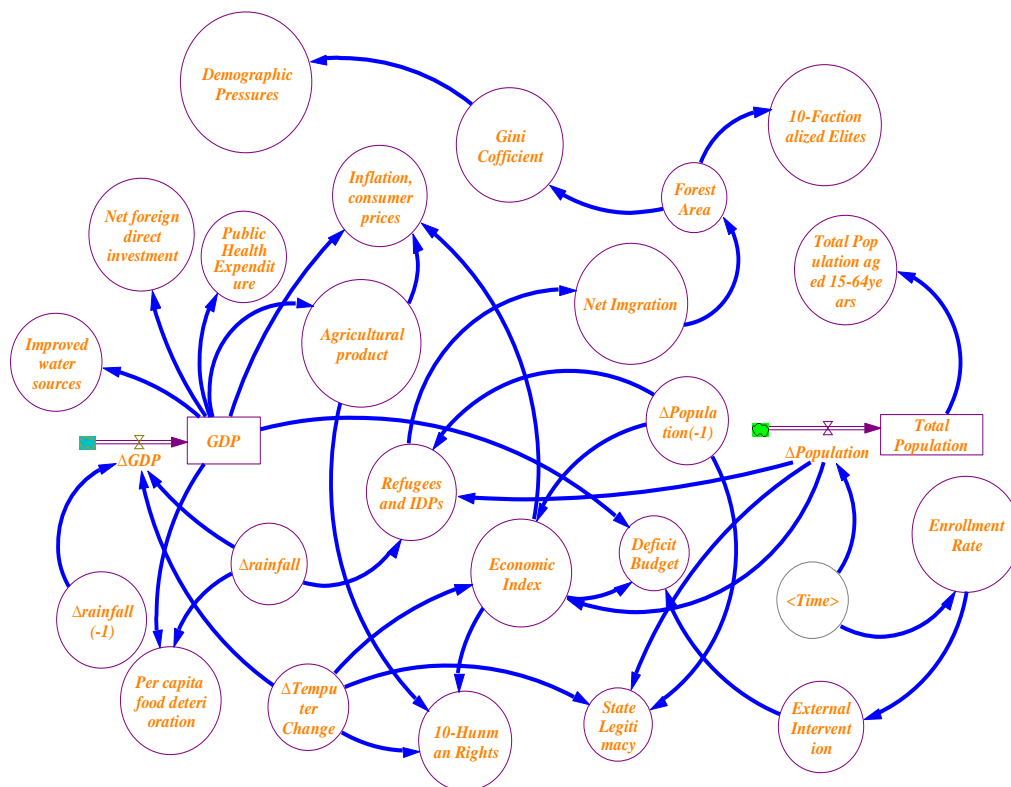 Demographic
Pressures
10-Faction
alized Elites
Gini
Cofficient
Inflation,
consumer
prices
Forest
Area
Net foreign
direct
investment
Public
Health
Expendit
ure
Total Pop
ulation ag
ed 15-64ye
ars
Net Imgration
Agricultural
product
Improved
water
sources
ΔPopula
tion(-1)
GDP
Total
Population
ΔGDP
ΔPopulation
Refugees
and IDPs
Enrollment
Rate
Δrainfall
Economic
Index
Deficit
Budget
<Time>
Δrainfall
(-1)
Per capita
food deteri
oration
ΔTempu
ter
Change
State
Legiti
macy
External
Intervent
ion
10-Hunm
an Rights